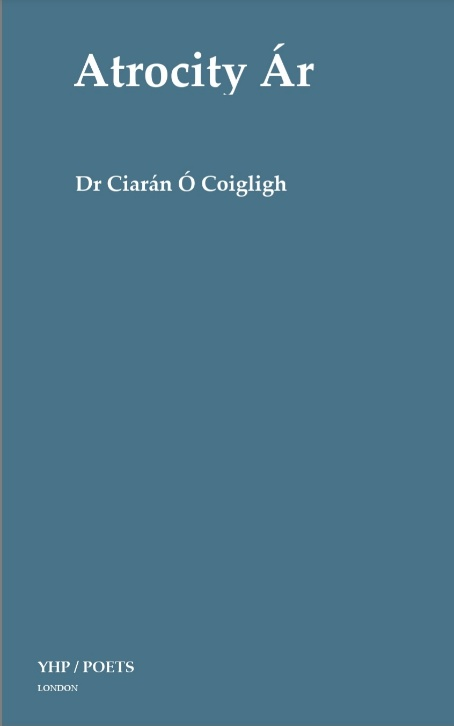 Atrocity Ár
Dr Ciarán Ó Coigligh
YHP / POETS
LONDON